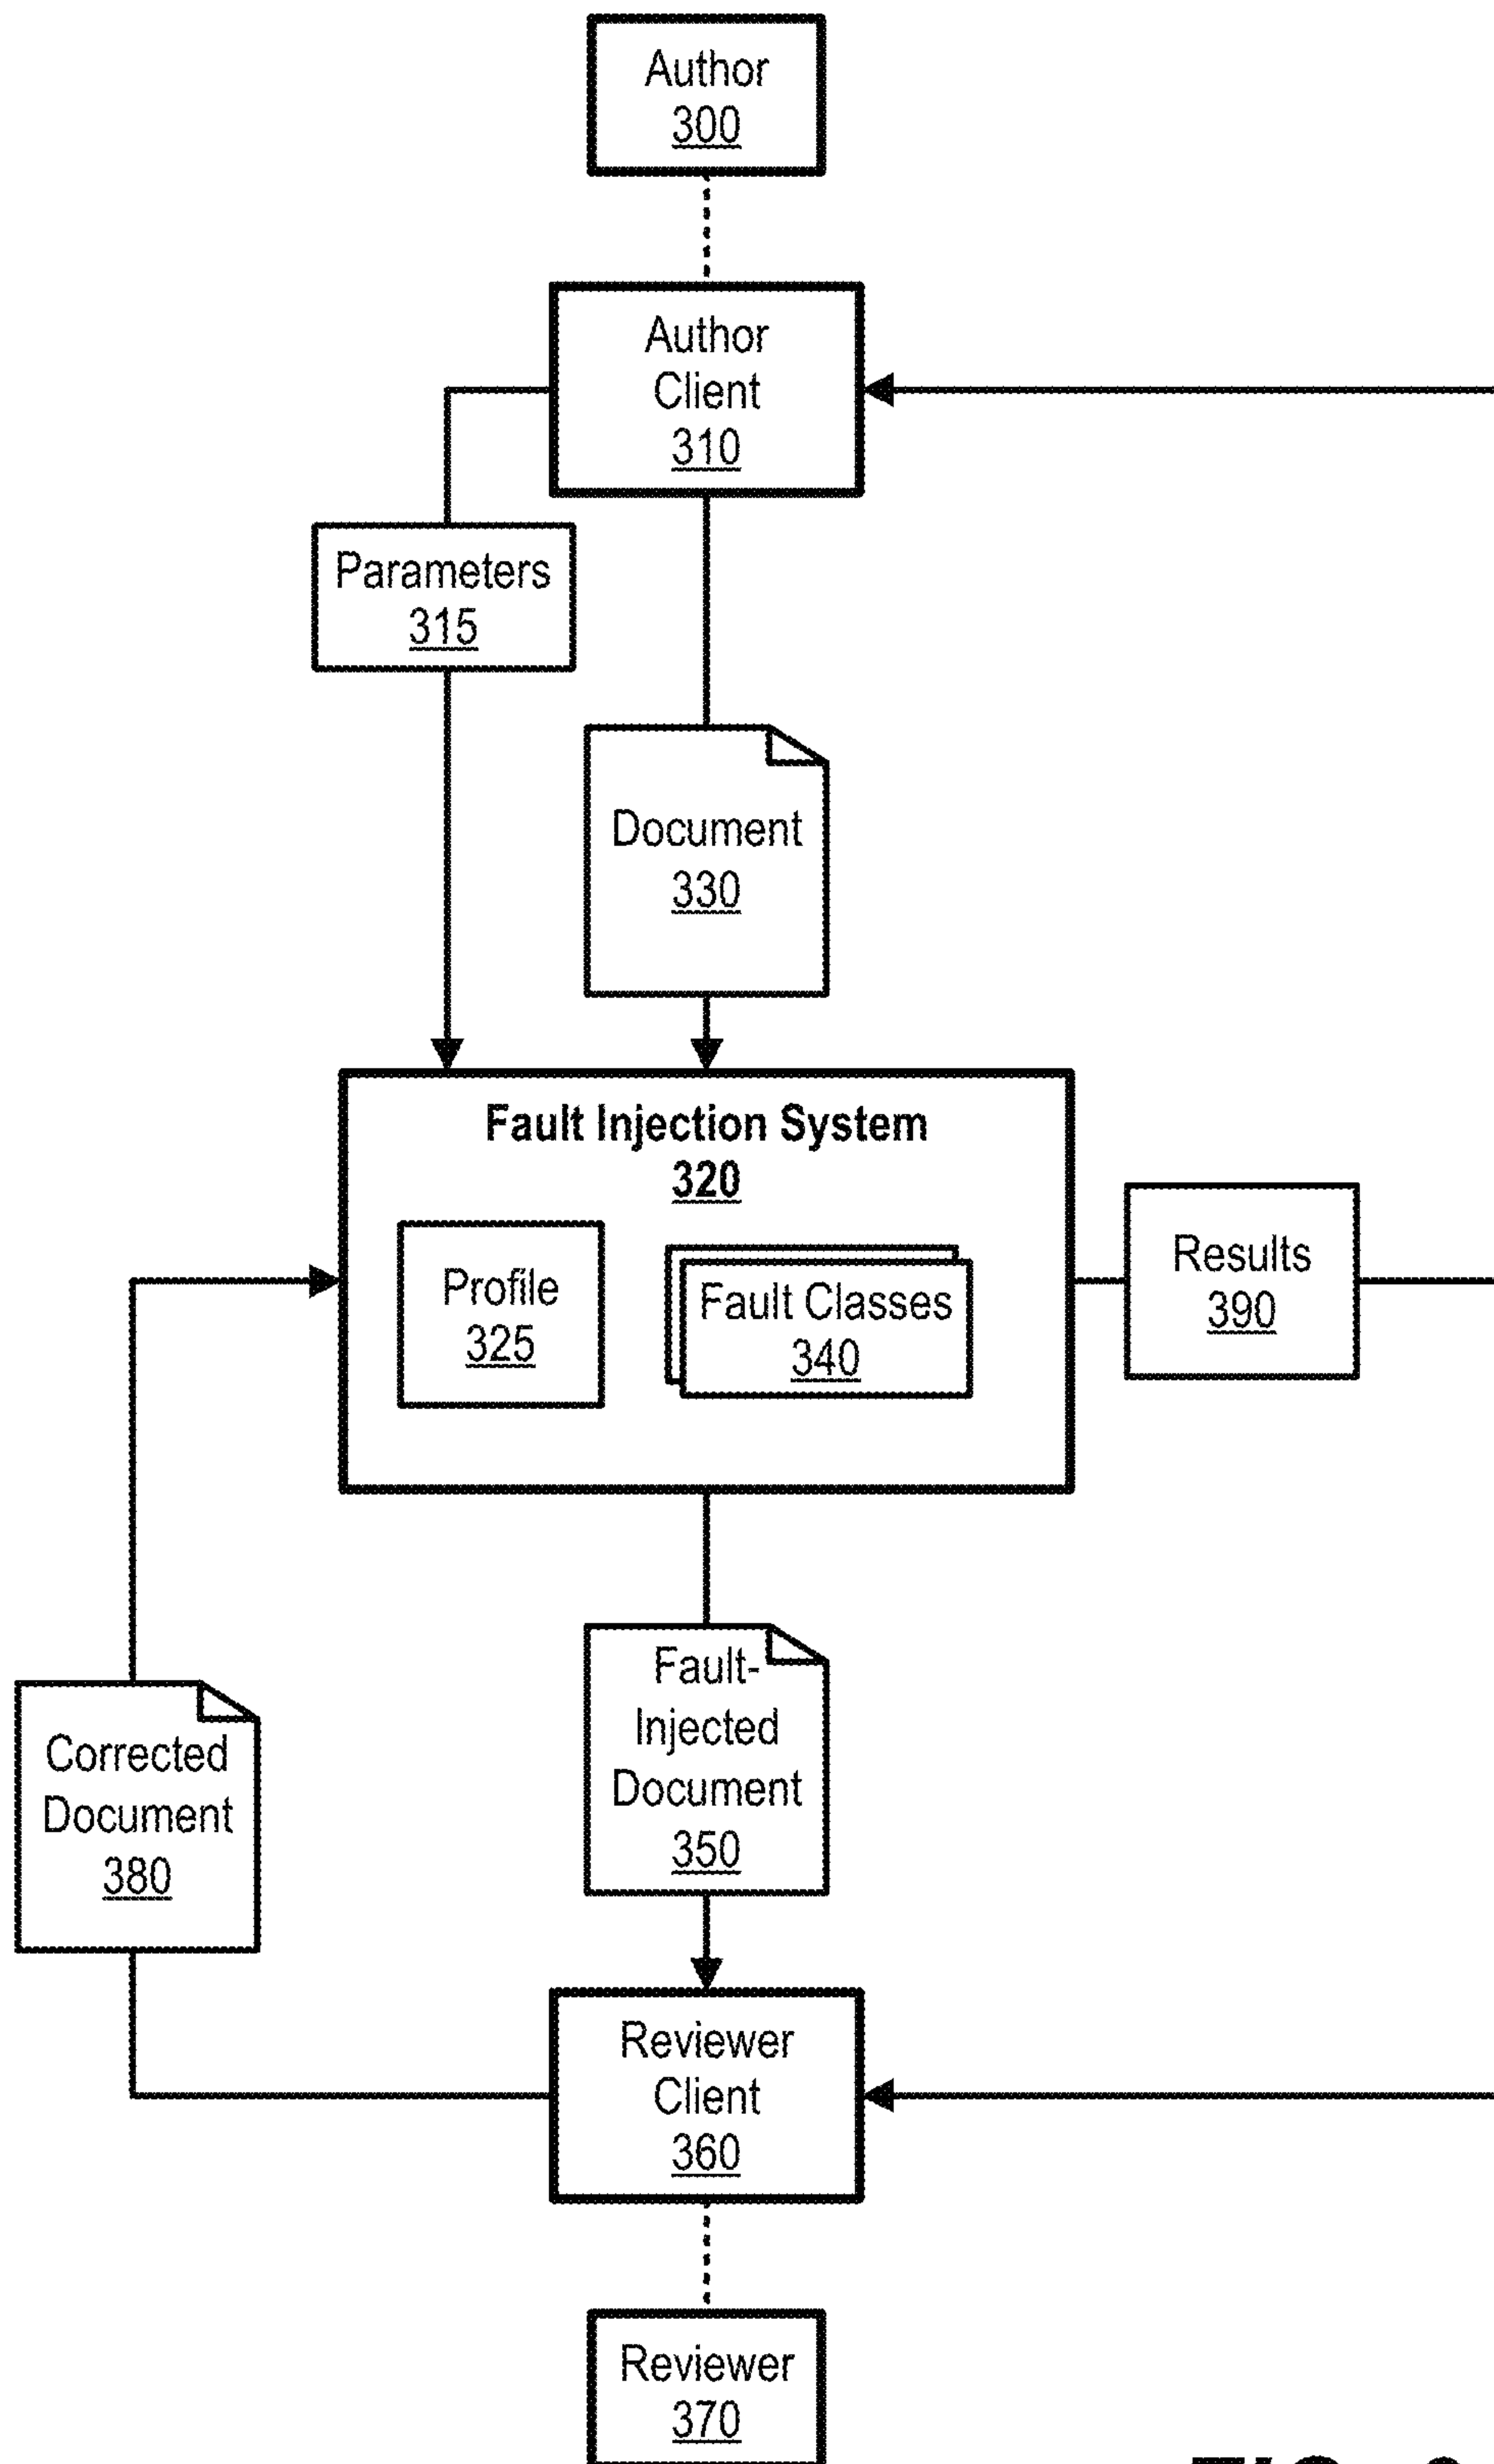 Author
300
Author
Client
310
Parameters
315
Document
330
Fault Injection System
320
Profile
325
Fault Classes
340
Results
390
Fault-
Injected
Document
350
Corrected
Document
380
Reviewer
Client
360
Reviewer
370